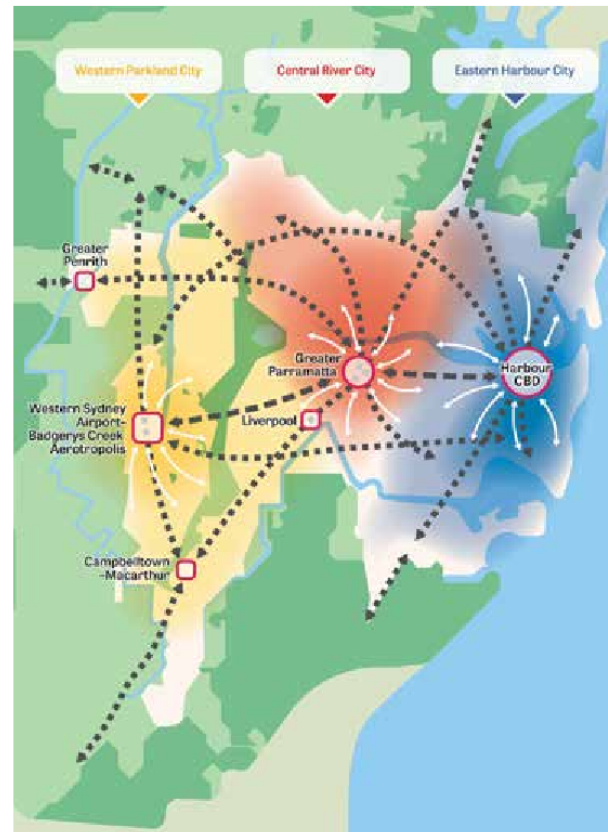 Western Parkland City
Central River City
Eastern Harbour City
Greater
Penrith
Greater
Parramatta
Harbour
CBD
Western Sydney
Airport-
Badgerys Creek
Aerotropolis
Liverpool
Campbelltown
-Macarthur